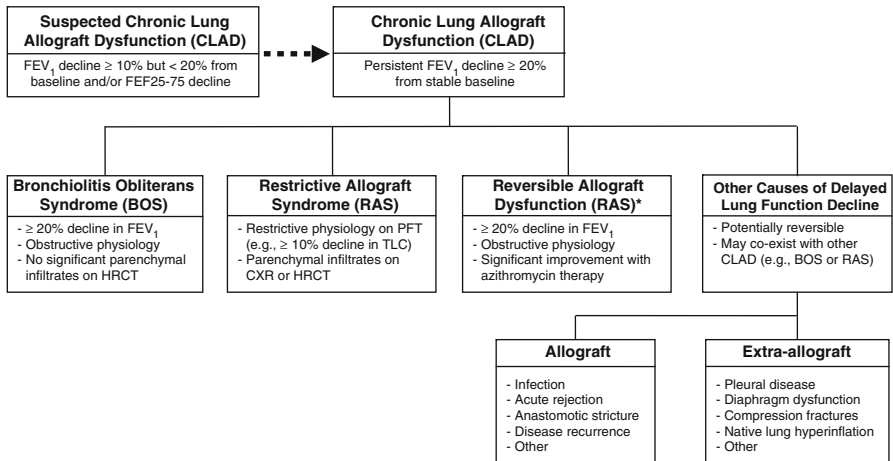 Suspected Chronic Lung
Allograft Dysfunction (CLAD)
FEV1 decline ≥ 10% but < 20% from
baseline and/or FEF25-75 decline
Chronic Lung Allograft
Dysfunction (CLAD)
Persistent FEV1 decline ≥ 20%
from stable baseline
Bronchiolitis Obliterans
Syndrome (BOS)
- ≥ 20% decline in FEV1
- Obstructive physiology
- No significant parenchymal
infiltrates on HRCT
Restrictive Allograft
Syndrome (RAS)
- Restrictive physiology on PFT
(e.g., ≥ 10% decline in TLC)
- Parenchymal infiltrates on
CXR or HRCT
Reversible Allograft
Dysfunction (RAS)*
- ≥ 20% decline in FEV1
- Obstructive physiology
- Significant improvement with
azithromycin therapy
Other Causes of Delayed
Lung Function Decline
- Potentially reversible
- May co-exist with other
CLAD (e.g., BOS or RAS)
Allograft
- Infection
- Acute rejection
- Anastomotic stricture
- Disease recurrence
- Other
Extra-allograft
- Pleural disease
- Diaphragm dysfunction
- Compression fractures
- Native lung hyperinflation
- Other